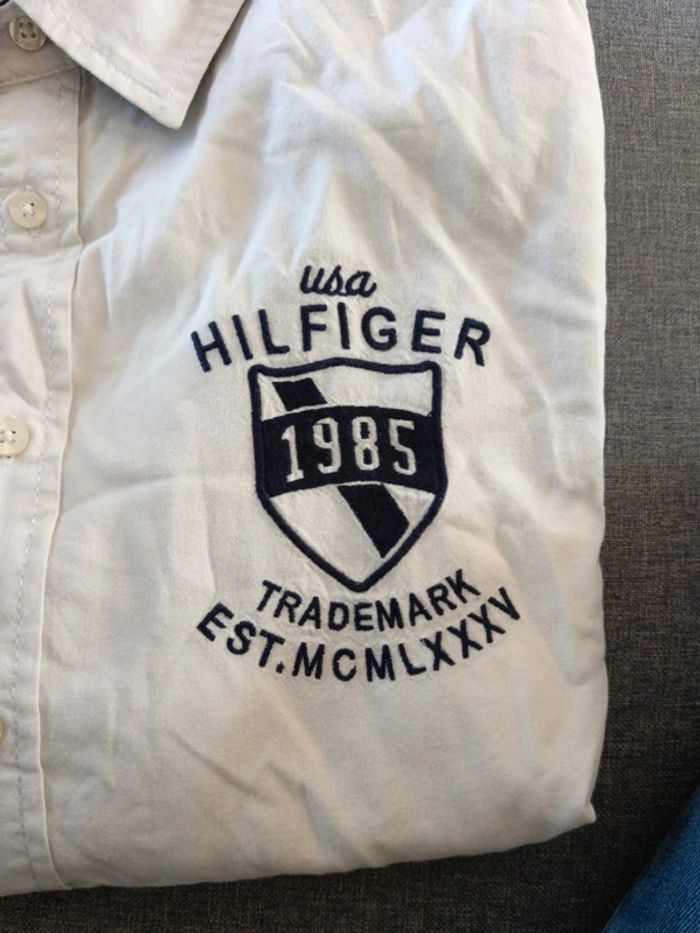 usa
HILFIGER
1985
TRADEMARK
EST.MCMLXXXV